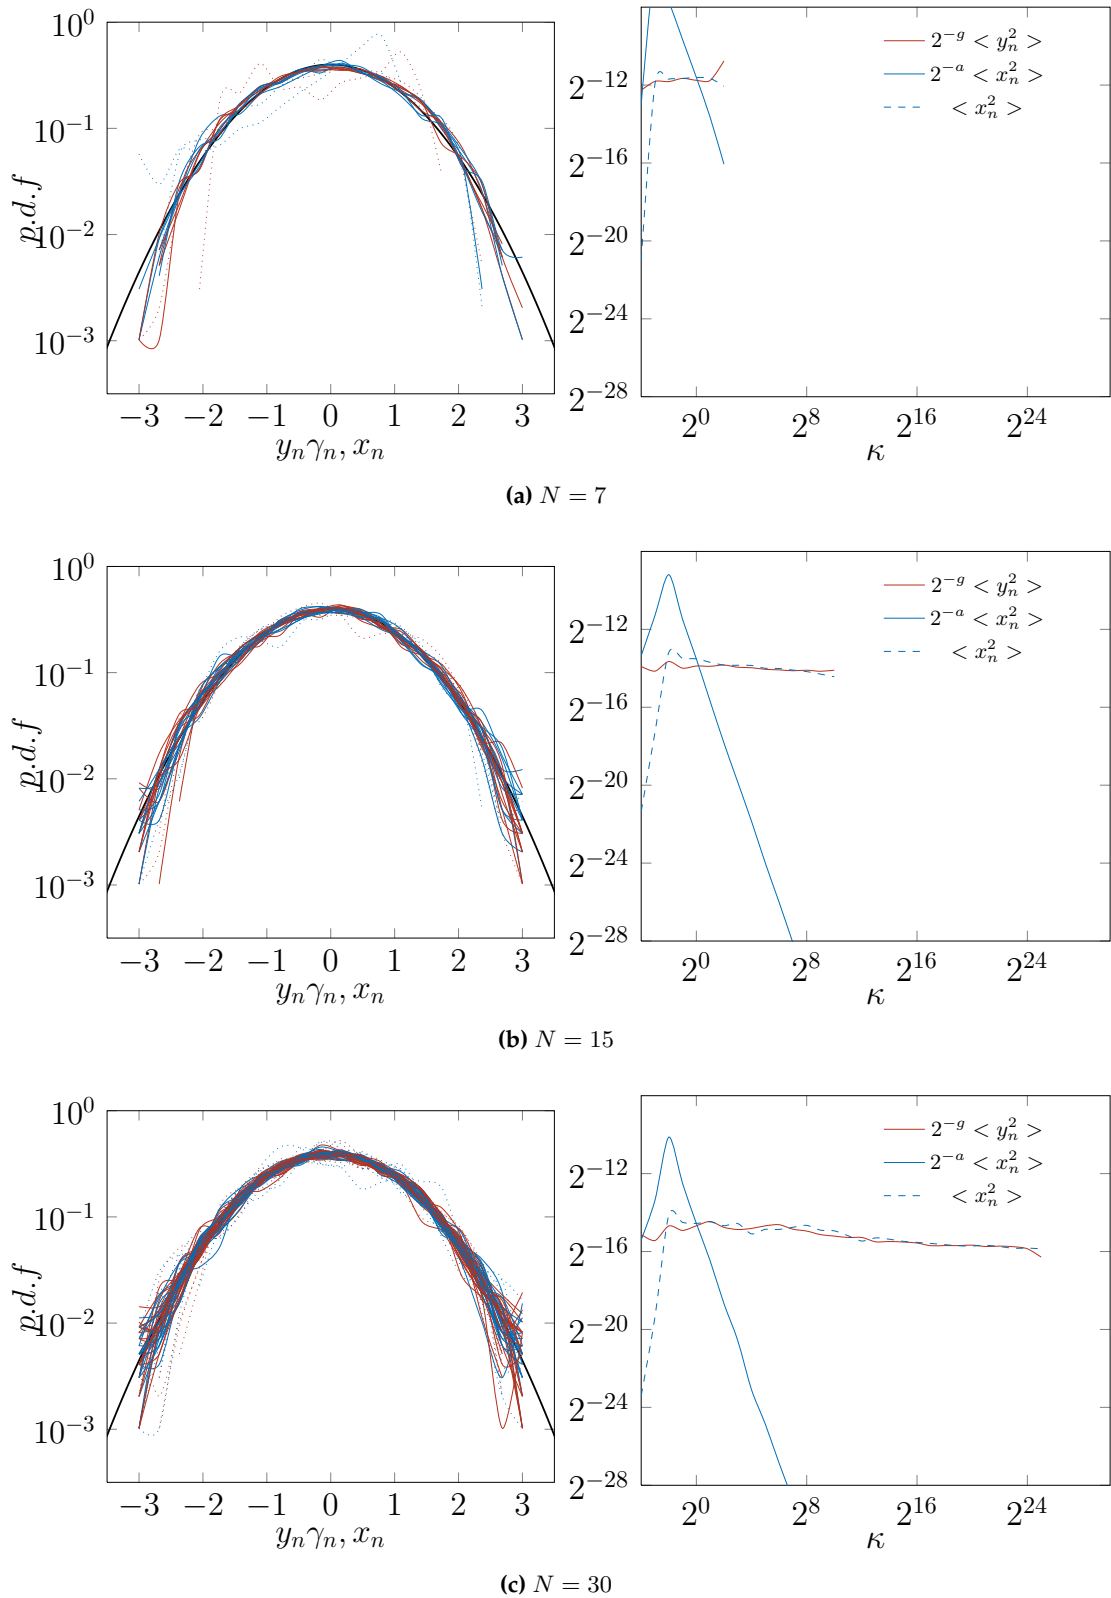 10^0
10^{-1}
10^{-2}
10^{-3}
p.d.f
−3 −2 −1 0 1 2 3
y_nγ_n, x_n
2^{-12}
2^{-16}
2^{-20}
2^{-24}
2^{-28}
2^{-g} < y_n^2 >
2^{-a} < x_n^2 >
< x_n^2 >
2^0 2^8 2^{16} 2^{24}
κ
(a) N = 7
10^0
10^{-1}
10^{-2}
10^{-3}
p.d.f
−3 −2 −1 0 1 2 3
y_nγ_n, x_n
2^{-12}
2^{-16}
2^{-20}
2^{-24}
2^{-28}
2^{-g} < y_n^2 >
2^{-a} < x_n^2 >
< x_n^2 >
2^0 2^8 2^{16} 2^{24}
κ
(b) N = 15
10^0
10^{-1}
10^{-2}
10^{-3}
p.d.f
−3 −2 −1 0 1 2 3
y_nγ_n, x_n
2^{-12}
2^{-16}
2^{-20}
2^{-24}
2^{-28}
2^{-g} < y_n^2 >
2^{-a} < x_n^2 >
< x_n^2 >
2^0 2^8 2^{16} 2^{24}
κ
(c) N = 30